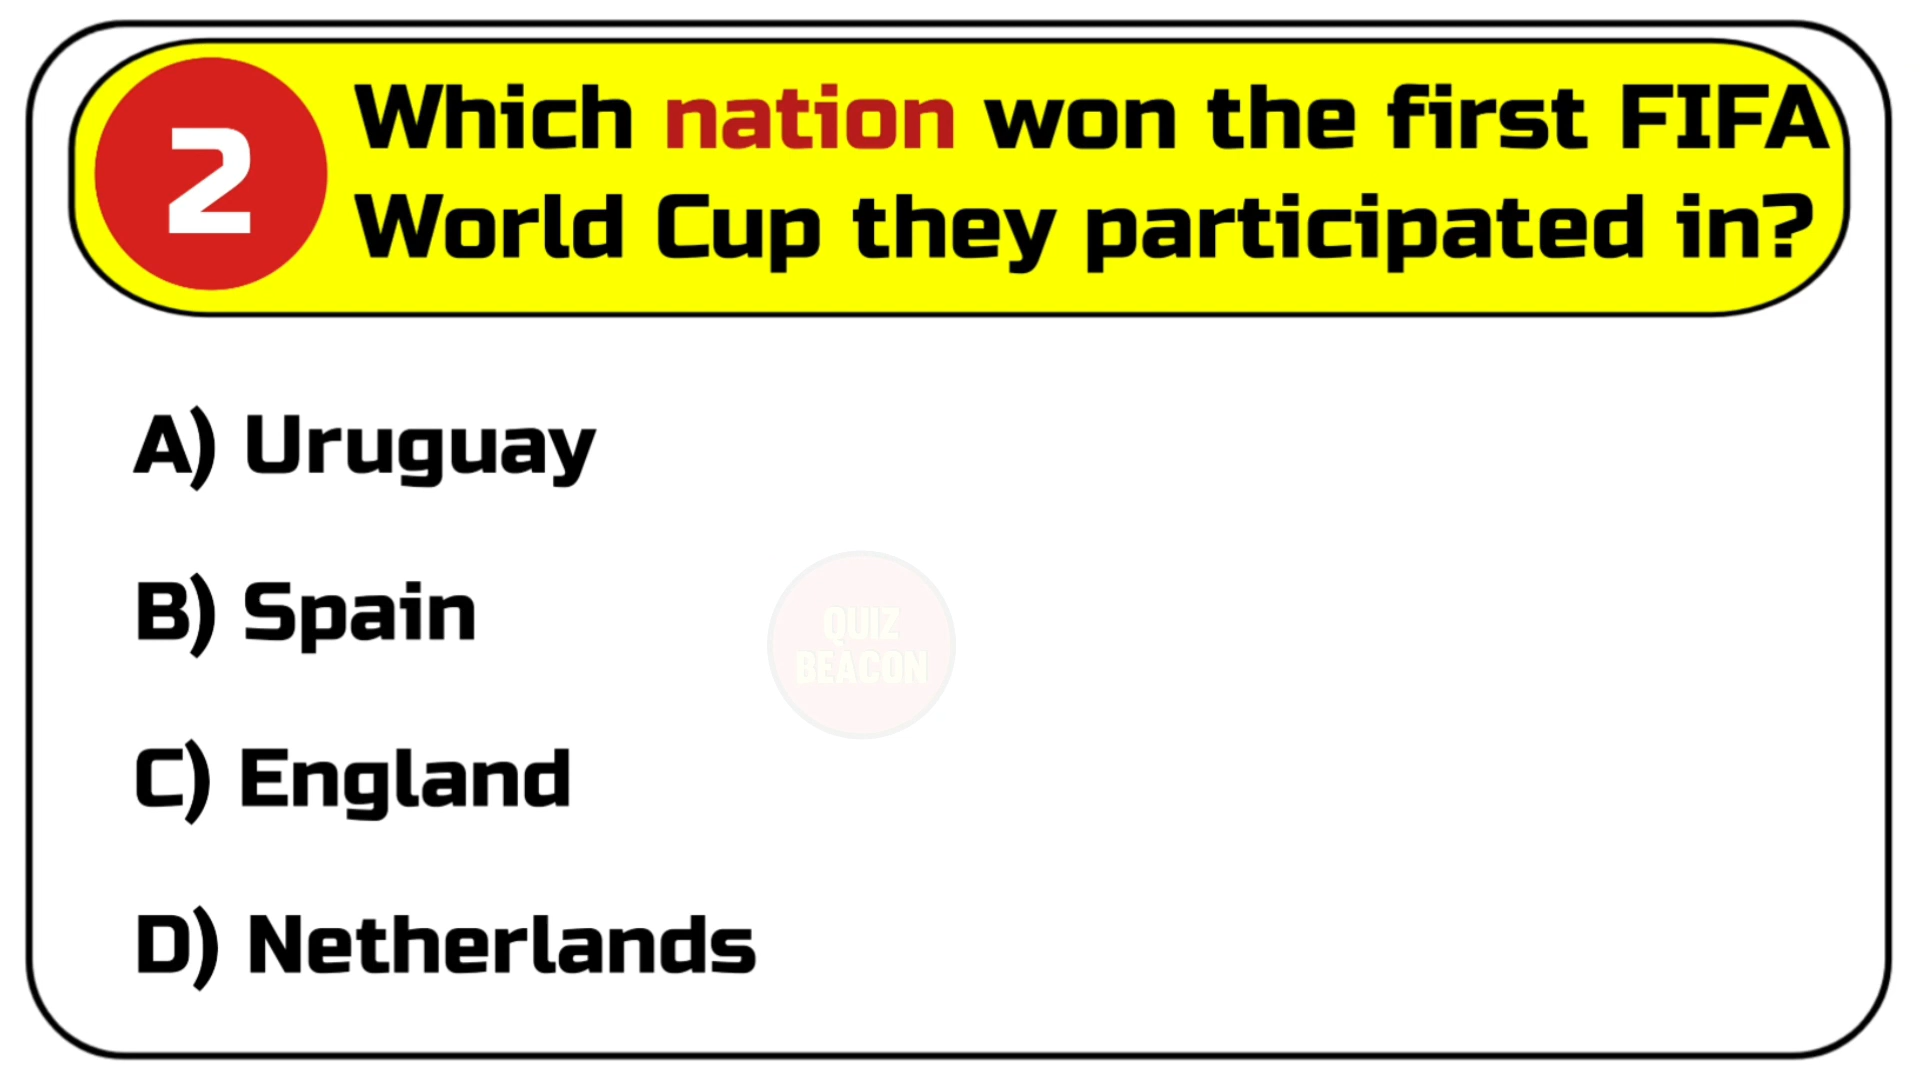 2
Which nation won the first FIFA
World Cup they participated in?
A) Uruguay
B) Spain
QUIZ
BEACON
C) England
D) Netherlands